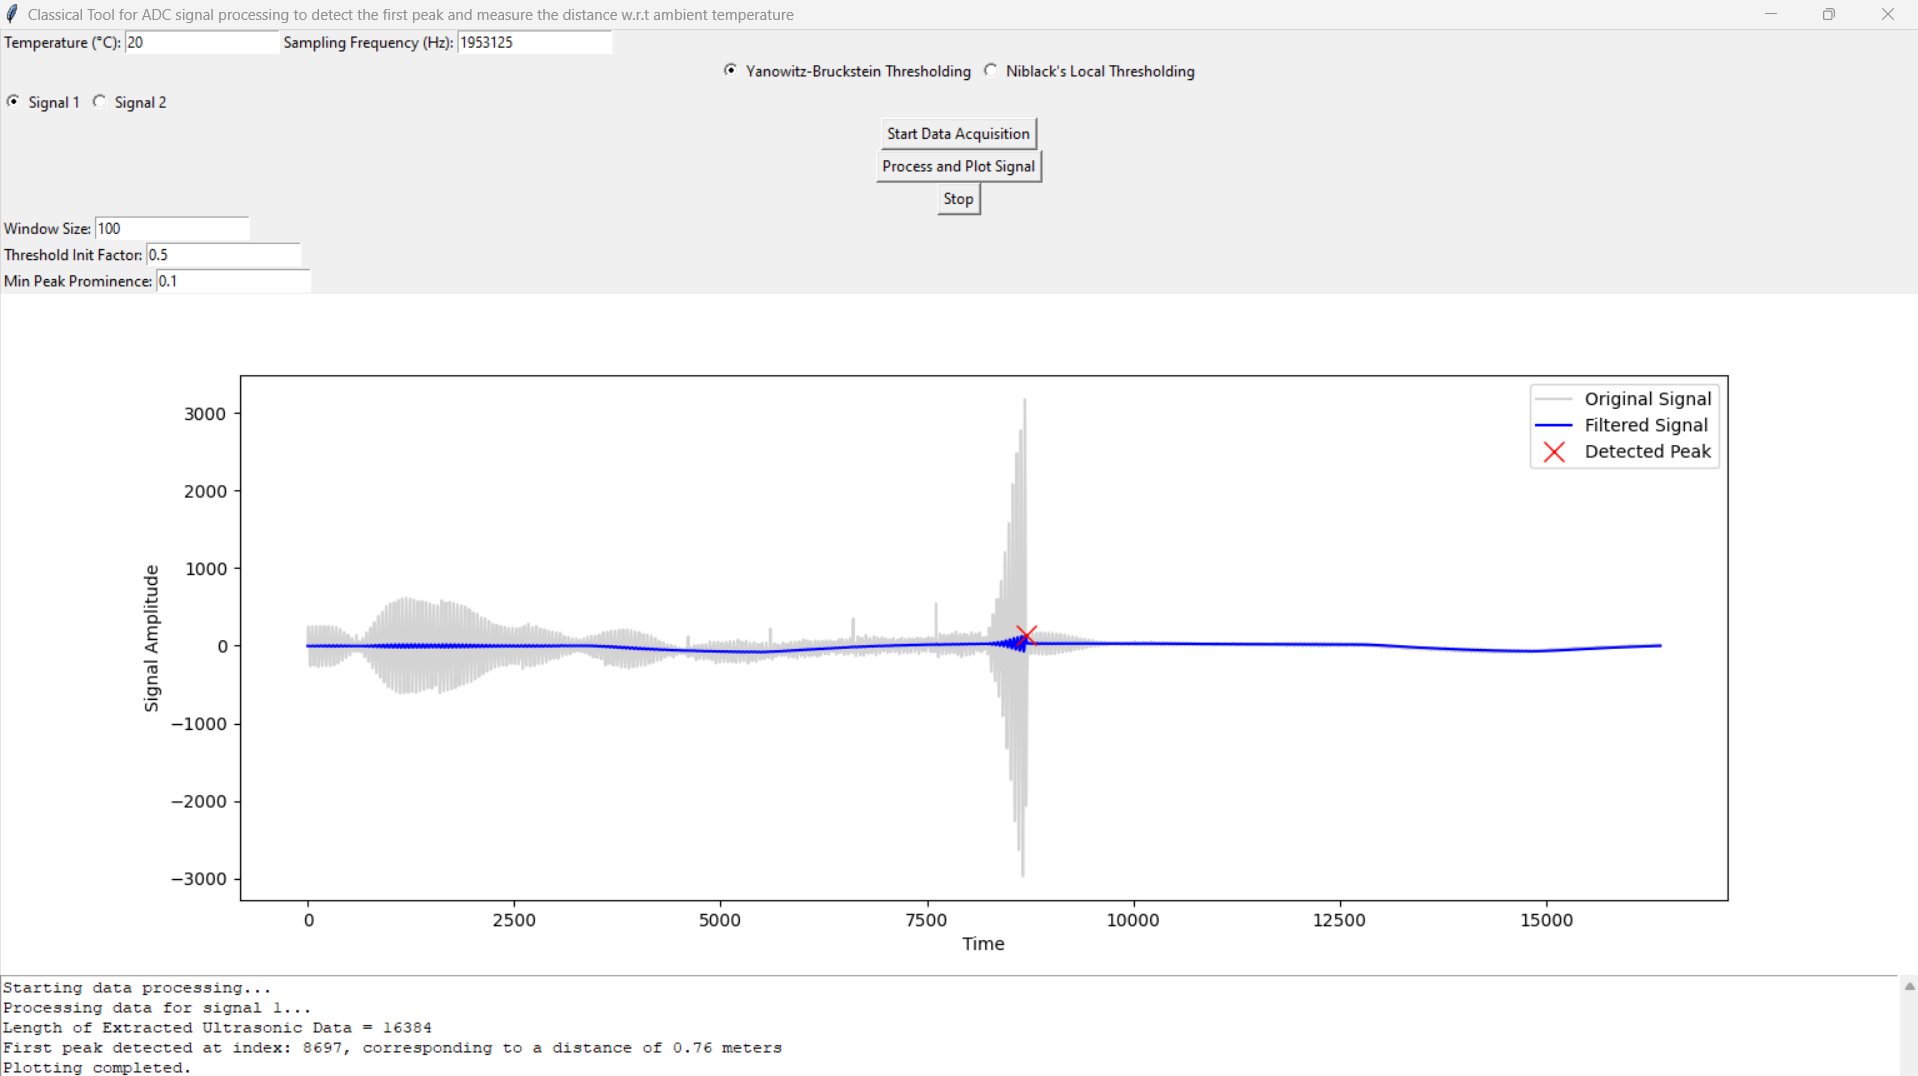 Classical Tool for ADC signal processing to detect the first peak and measure the distance w.r.t ambient temperature
Temperature (°C): 20 Sampling Frequency (Hz): 1953125
Yanowitz-Bruckstein Thresholding Niblack's Local Thresholding
Signal 1 Signal 2
Start Data Acquisition
Process and Plot Signal
Stop
Window Size: 100
Threshold Init Factor: 0.5
Min Peak Prominence: 0.1
Original Signal
Filtered Signal
Detected Peak
3000
2000
1000
0
−1000
−2000
−3000
Signal Amplitude
0 2500 5000 7500 10000 12500 15000
Time
Starting data processing...
Processing data for signal 1...
Length of Extracted Ultrasonic Data = 16384
First peak detected at index: 8697, corresponding to a distance of 0.76 meters
Plotting completed.